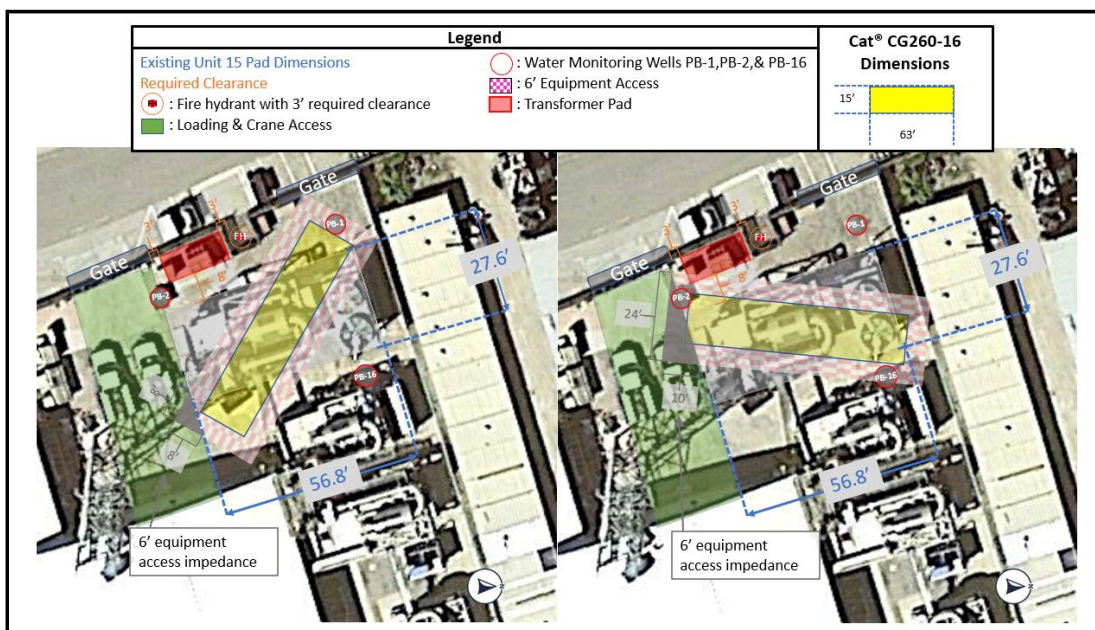 Legend
Existing Unit 15 Pad Dimensions
Required Clearance
FH : Fire hydrant with 3’ required clearance
: Loading & Crane Access
: Water Monitoring Wells PB-1,PB-2,& PB-16
: 6’ Equipment Access
: Transformer Pad
Cat® CG260-16
Dimensions
15’
63’
Gate
Gate
3’
3’
FH
PB-1
8’
PB-2
27.6’
PB-16
8’
8’
56.8’
6’ equipment
access impedance
N
Gate
Gate
3’
3’
FH
PB-1
8’
PB-2
27.6’
24’
PB-16
10’
56.8’
6’ equipment
access impedance
N